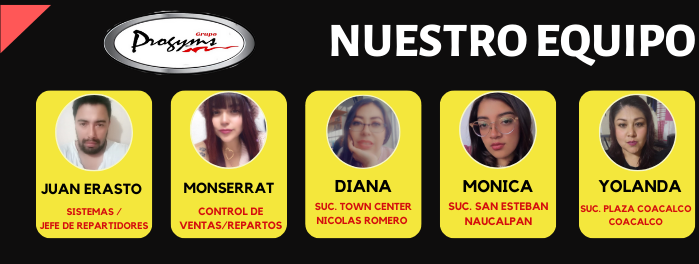 Grupo
Progyms
NUESTRO EQUIPO
JUAN ERASTO
SISTEMAS /
JEFE DE REPARTIDORES
MONSERRAT
CONTROL DE
VENTAS/REPARTOS
DIANA
SUC. TOWN CENTER
NICOLAS ROMERO
MONICA
SUC. SAN ESTEBAN
NAUCALPAN
YOLANDA
SUC. PLAZA COACALCO
COACALCO